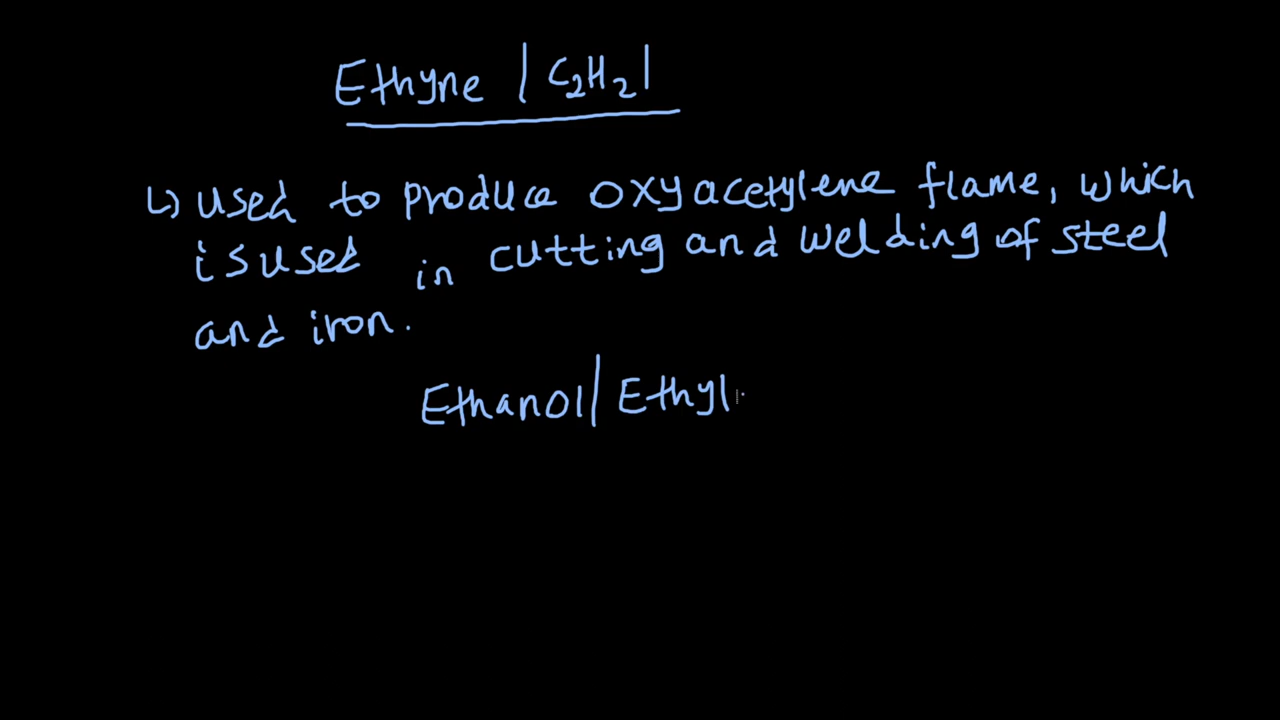 Ethyne | C₂H₂|
↳ used to produce oxyacetylene flame, which
is used in cutting and welding of steel
and iron.
Ethanol| Ethyl